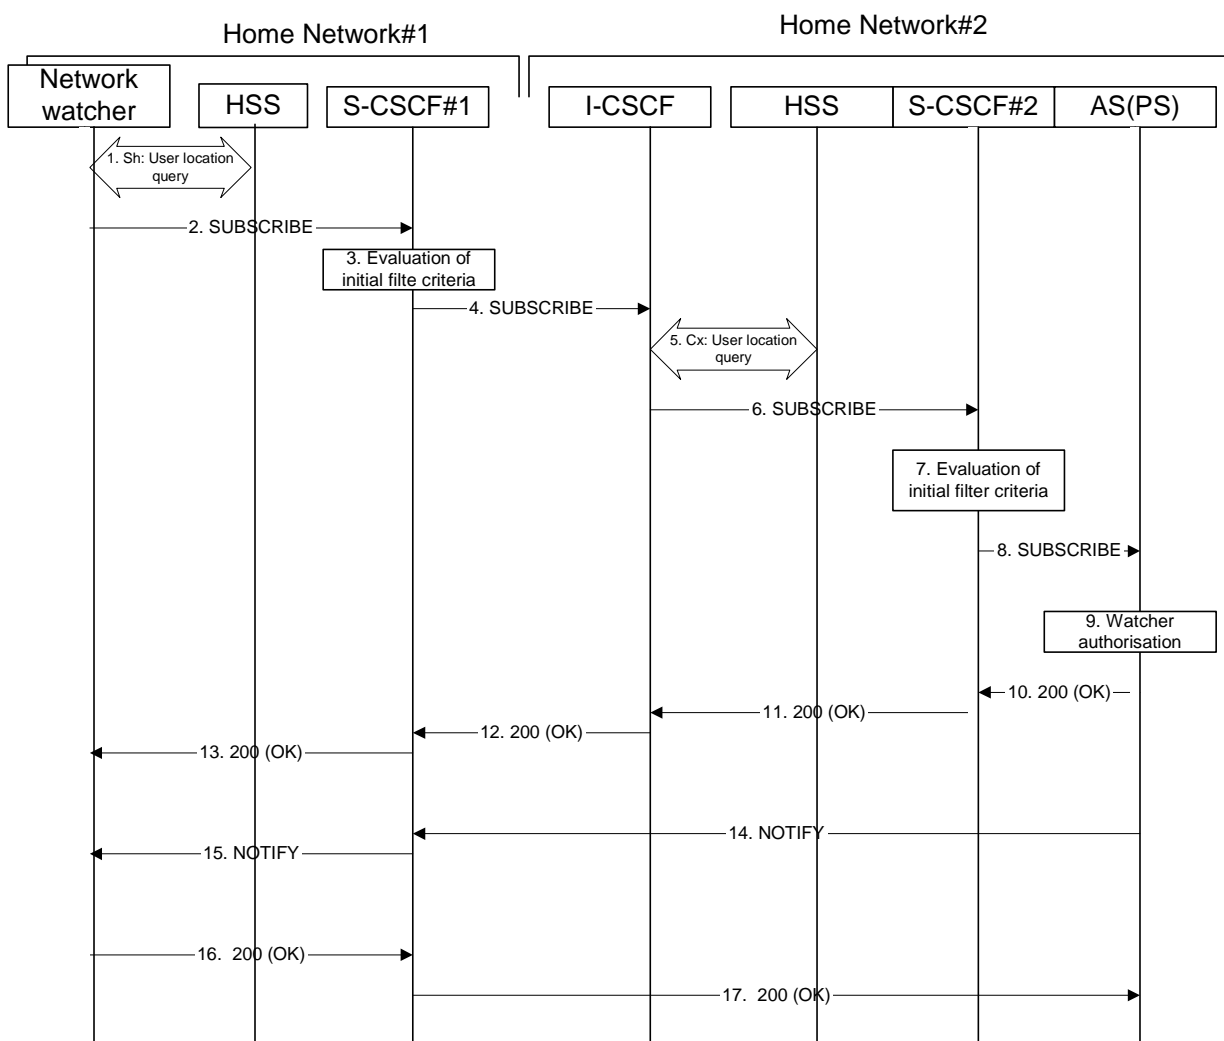 Home Network#1
Home Network#2
Network
watcher
HSS
S-CSCF#1
I-CSCF
HSS
S-CSCF#2
AS(PS)
1. Sh: User location
query
2. SUBSCRIBE
3. Evaluation of
initial filte criteria
4. SUBSCRIBE
5. Cx: User location
query
6. SUBSCRIBE
7. Evaluation of
initial filter criteria
8. SUBSCRIBE
9. Watcher
authorisation
10. 200 (OK)
11. 200 (OK)
12. 200 (OK)
13. 200 (OK)
14. NOTIFY
15. NOTIFY
16. 200 (OK)
17. 200 (OK)